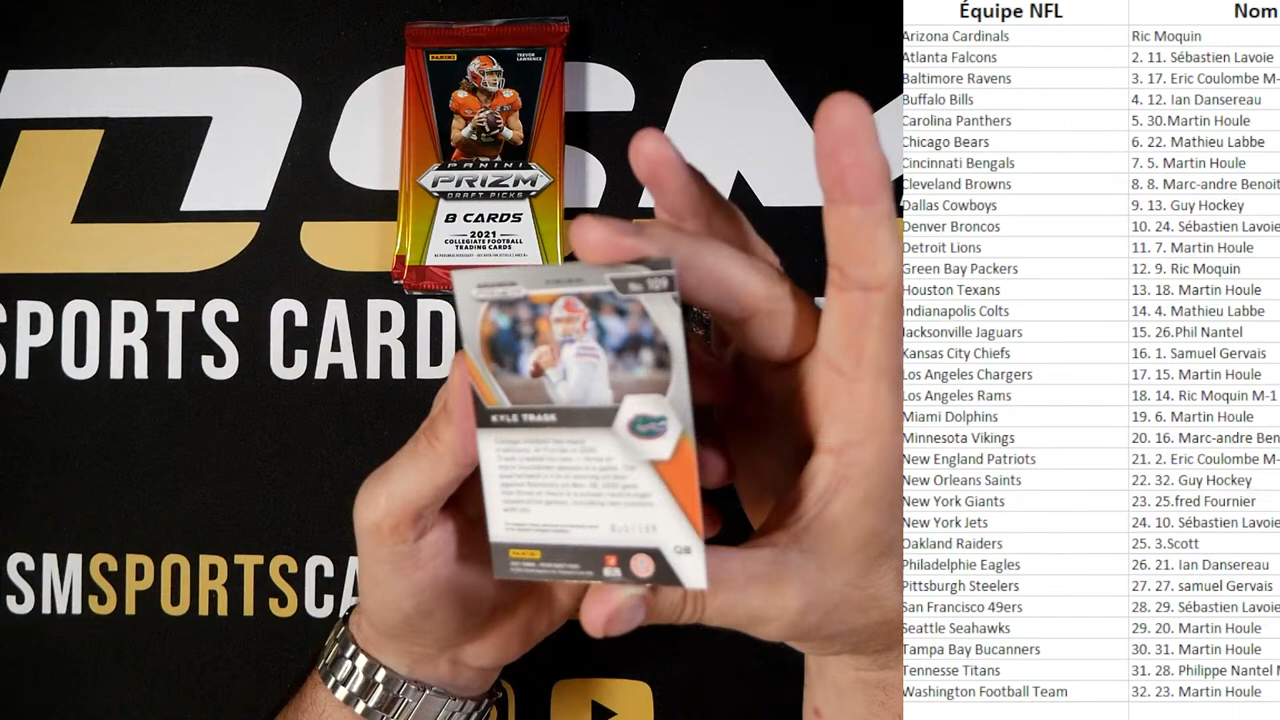 PANINI
TREVOR
LAWRENCE
PANINI
PRIZM
DRAFT PICKS
8 CARDS
2021
COLLEGIATE FOOTBALL
TRADING CARDS
DSM
SPORTS CARD
SMSPORTSCA
No. 109
KYLE TRASK
QB
PANINI
Équipe NFL Nom
Arizona Cardinals Ric Moquin
Atlanta Falcons 2. 11. Sébastien Lavoie
Baltimore Ravens 3. 17. Eric Coulombe M-
Buffalo Bills 4. 12. Ian Dansereau
Carolina Panthers 5. 30.Martin Houle
Chicago Bears 6. 22. Mathieu Labbe
Cincinnati Bengals 7. 5. Martin Houle
Cleveland Browns 8. 8. Marc-andre Benoit
Dallas Cowboys 9. 13. Guy Hockey
Denver Broncos 10. 24. Sébastien Lavoie
Detroit Lions 11. 7. Martin Houle
Green Bay Packers 12. 9. Ric Moquin
Houston Texans 13. 18. Martin Houle
Indianapolis Colts 14. 4. Mathieu Labbe
Jacksonville Jaguars 15. 26.Phil Nantel
Kansas City Chiefs 16. 1. Samuel Gervais
Los Angeles Chargers 17. 15. Martin Houle
Los Angeles Rams 18. 14. Ric Moquin M-1
Miami Dolphins 19. 6. Martin Houle
Minnesota Vikings 20. 16. Marc-andre Ben
New England Patriots 21. 2. Eric Coulombe M-
New Orleans Saints 22. 32. Guy Hockey
New York Giants 23. 25.fred Fournier
New York Jets 24. 10. Sébastien Lavoie
Oakland Raiders 25. 3.Scott
Philadelphie Eagles 26. 21. Ian Dansereau
Pittsburgh Steelers 27. 27. samuel Gervais
San Francisco 49ers 28. 29. Sébastien Lavoie
Seattle Seahawks 29. 20. Martin Houle
Tampa Bay Bucanners 30. 31. Martin Houle
Tennesse Titans 31. 28. Philippe Nantel M
Washington Football Team 32. 23. Martin Houle